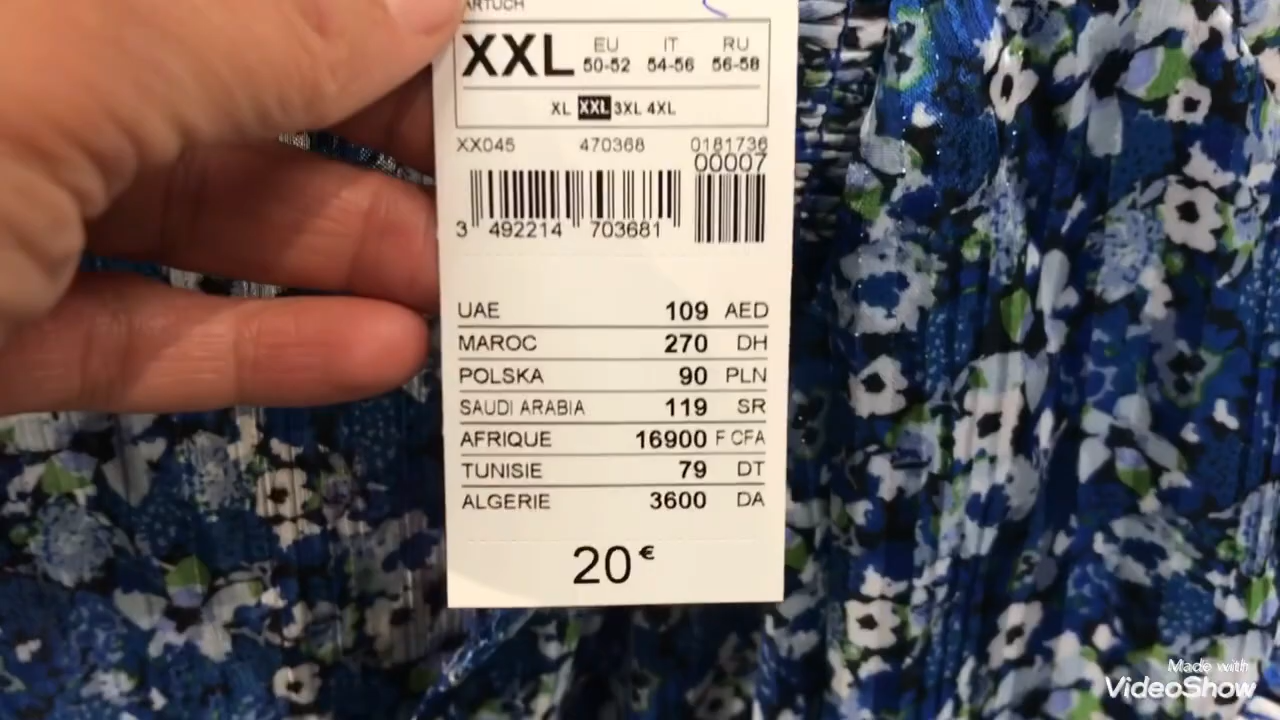 ARTUCH
XXL EU IT RU
50-52 54-56 56-58
XL XXL 3XL 4XL
XX045 470368 0181736
00007
3 492214 703681
UAE 109 AED
MAROC 270 DH
POLSKA 90 PLN
SAUDI ARABIA 119 SR
AFRIQUE 16900 F CFA
TUNISIE 79 DT
ALGERIE 3600 DA
20€
Made with
VideoShow